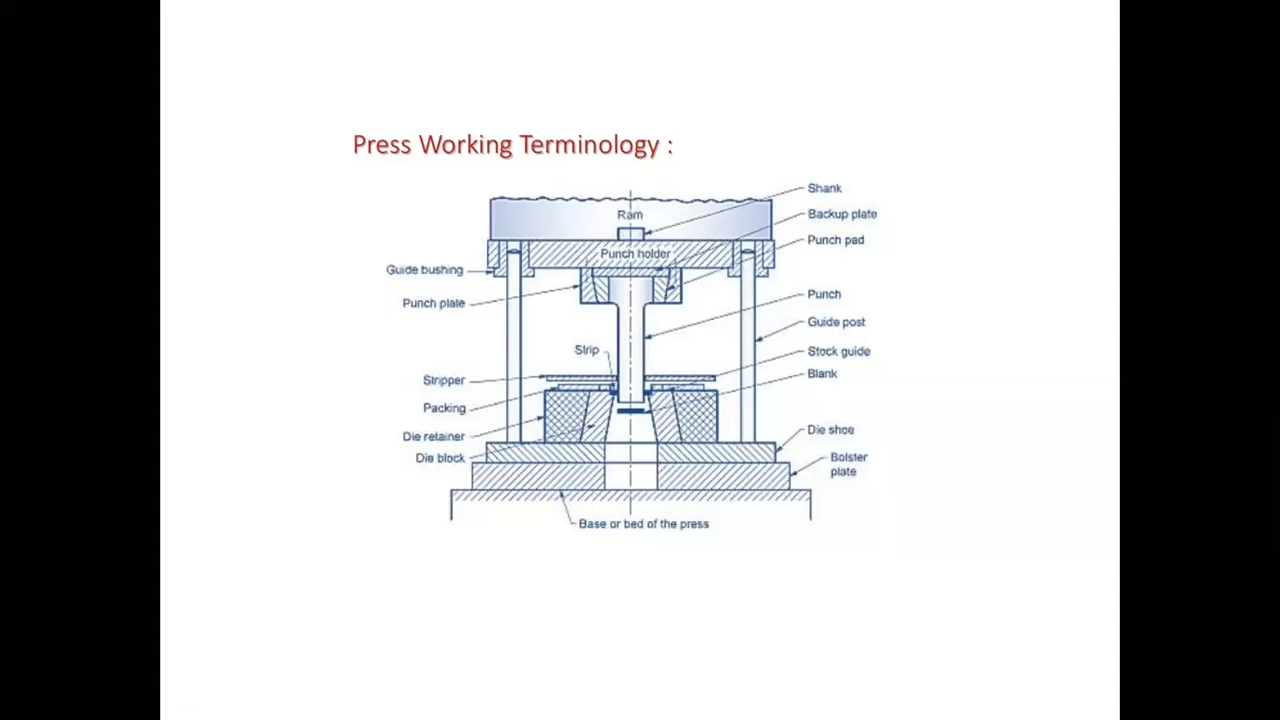 Press Working Terminology :
Shank
Ram
Backup plate
Punch pad
Punch holder
Guide bushing
Punch plate
Punch
Guide post
Strip
Stock guide
Stripper
Blank
Packing
Die retainer
Die shoe
Die block
Bolster
plate
Base or bed of the press